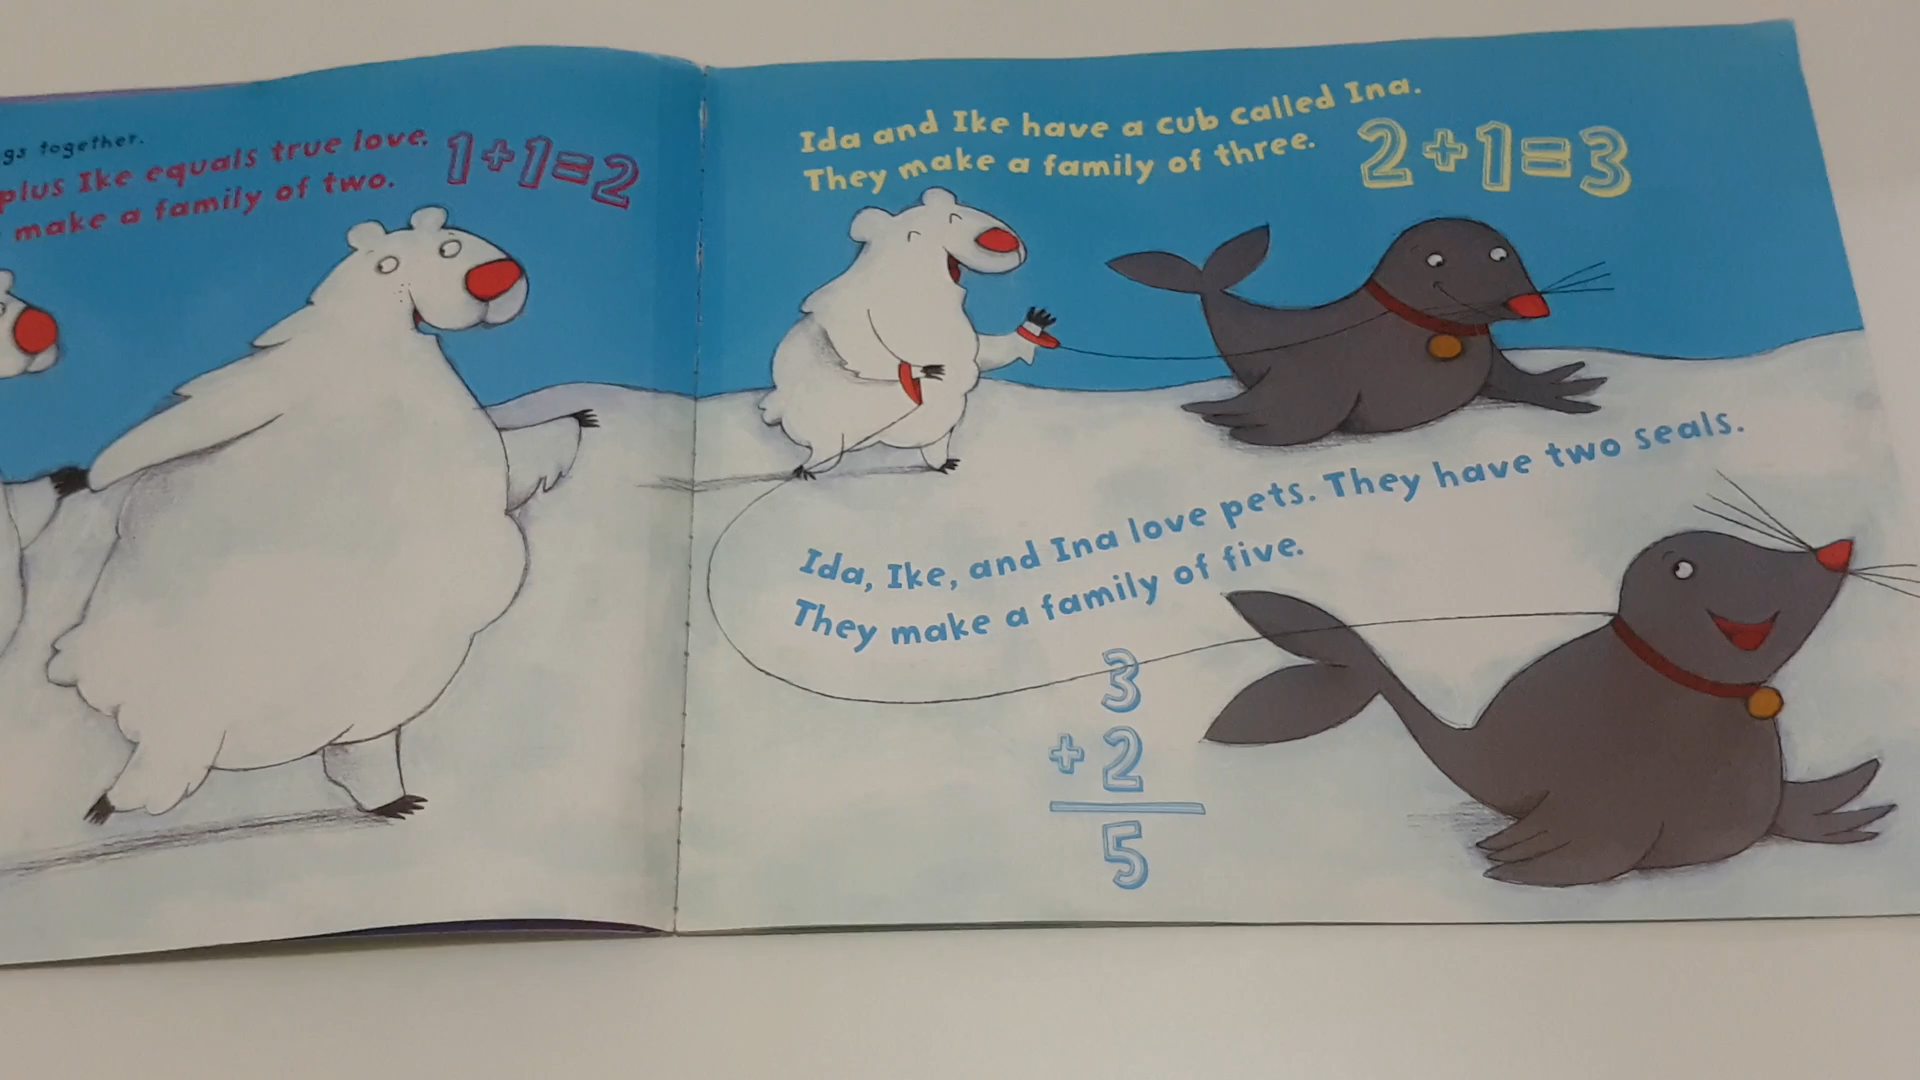 gs together.
plus Ike equals true love.
make a family of two.
1+1=2
Ida and Ike have a cub called Ina.
They make a family of three.
2+1=3
Ida, Ike, and Ina love pets. They have two seals.
They make a family of five.
3
+ 2
5